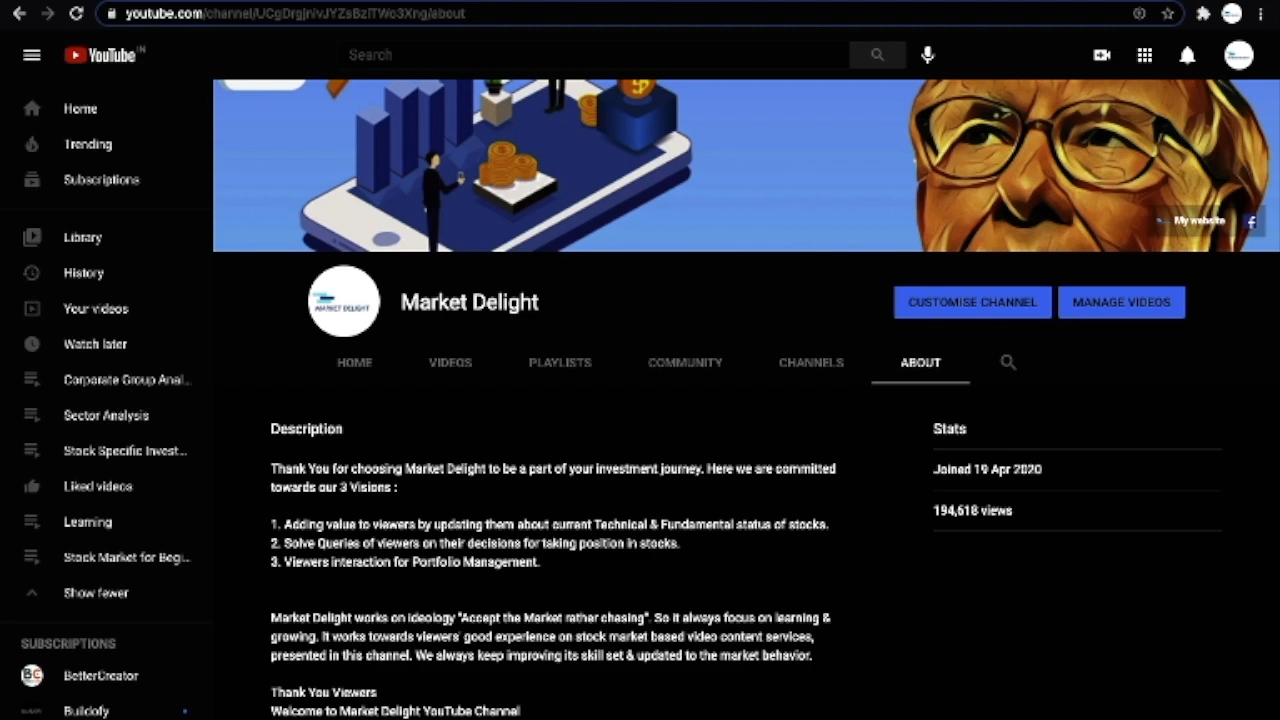 youtube.com/channel/UCgDrgjnivJYZsBziTWo3Xng/about
YouTube IN
Search
Home
Trending
Subscriptions
Library
History
Your videos
Watch later
Corporate Group Anal...
Sector Analysis
Stock Specific Invest...
Liked videos
Learning
Stock Market for Begi...
Show fewer
SUBSCRIPTIONS
BetterCreator
Buildofy
My website
MARKET DELIGHT
Market Delight
CUSTOMISE CHANNEL
MANAGE VIDEOS
HOME VIDEOS PLAYLISTS COMMUNITY CHANNELS ABOUT
Description
Thank You for choosing Market Delight to be a part of your investment journey. Here we are committed
towards our 3 Visions :
1. Adding value to viewers by updating them about current Technical & Fundamental status of stocks.
2. Solve Queries of viewers on their decisions for taking position in stocks.
3. Viewers interaction for Portfolio Management.
Market Delight works on ideology "Accept the Market rather chasing". So it always focus on learning &
growing. It works towards viewers' good experience on stock market based video content services,
presented in this channel. We always keep improving its skill set & updated to the market behavior.
Thank You Viewers
Welcome to Market Delight YouTube Channel
Stats
Joined 19 Apr 2020
194,618 views